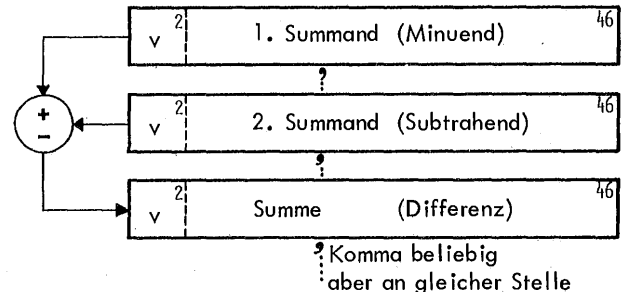 v 2 1. Summand (Minuend) 46
,
+
−
v 2 2. Summand (Subtrahend) 46
,
v 2 Summe (Differenz) 46
, Komma beliebig
aber an gleicher Stelle